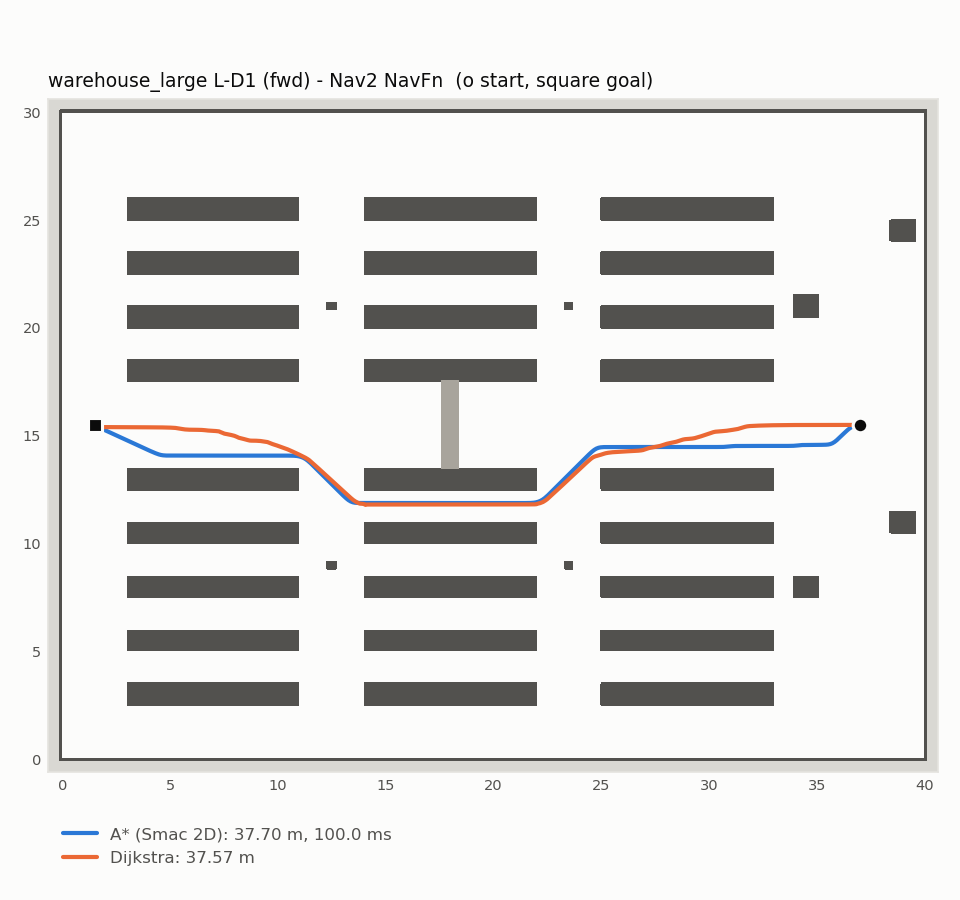 warehouse_large L-D1 (fwd) - Nav2 NavFn  (o start, square goal)
30
25
20
15
10
5
0
0 5 10 15 20 25 30 35 40
A* (Smac 2D): 37.70 m, 100.0 ms
Dijkstra: 37.57 m